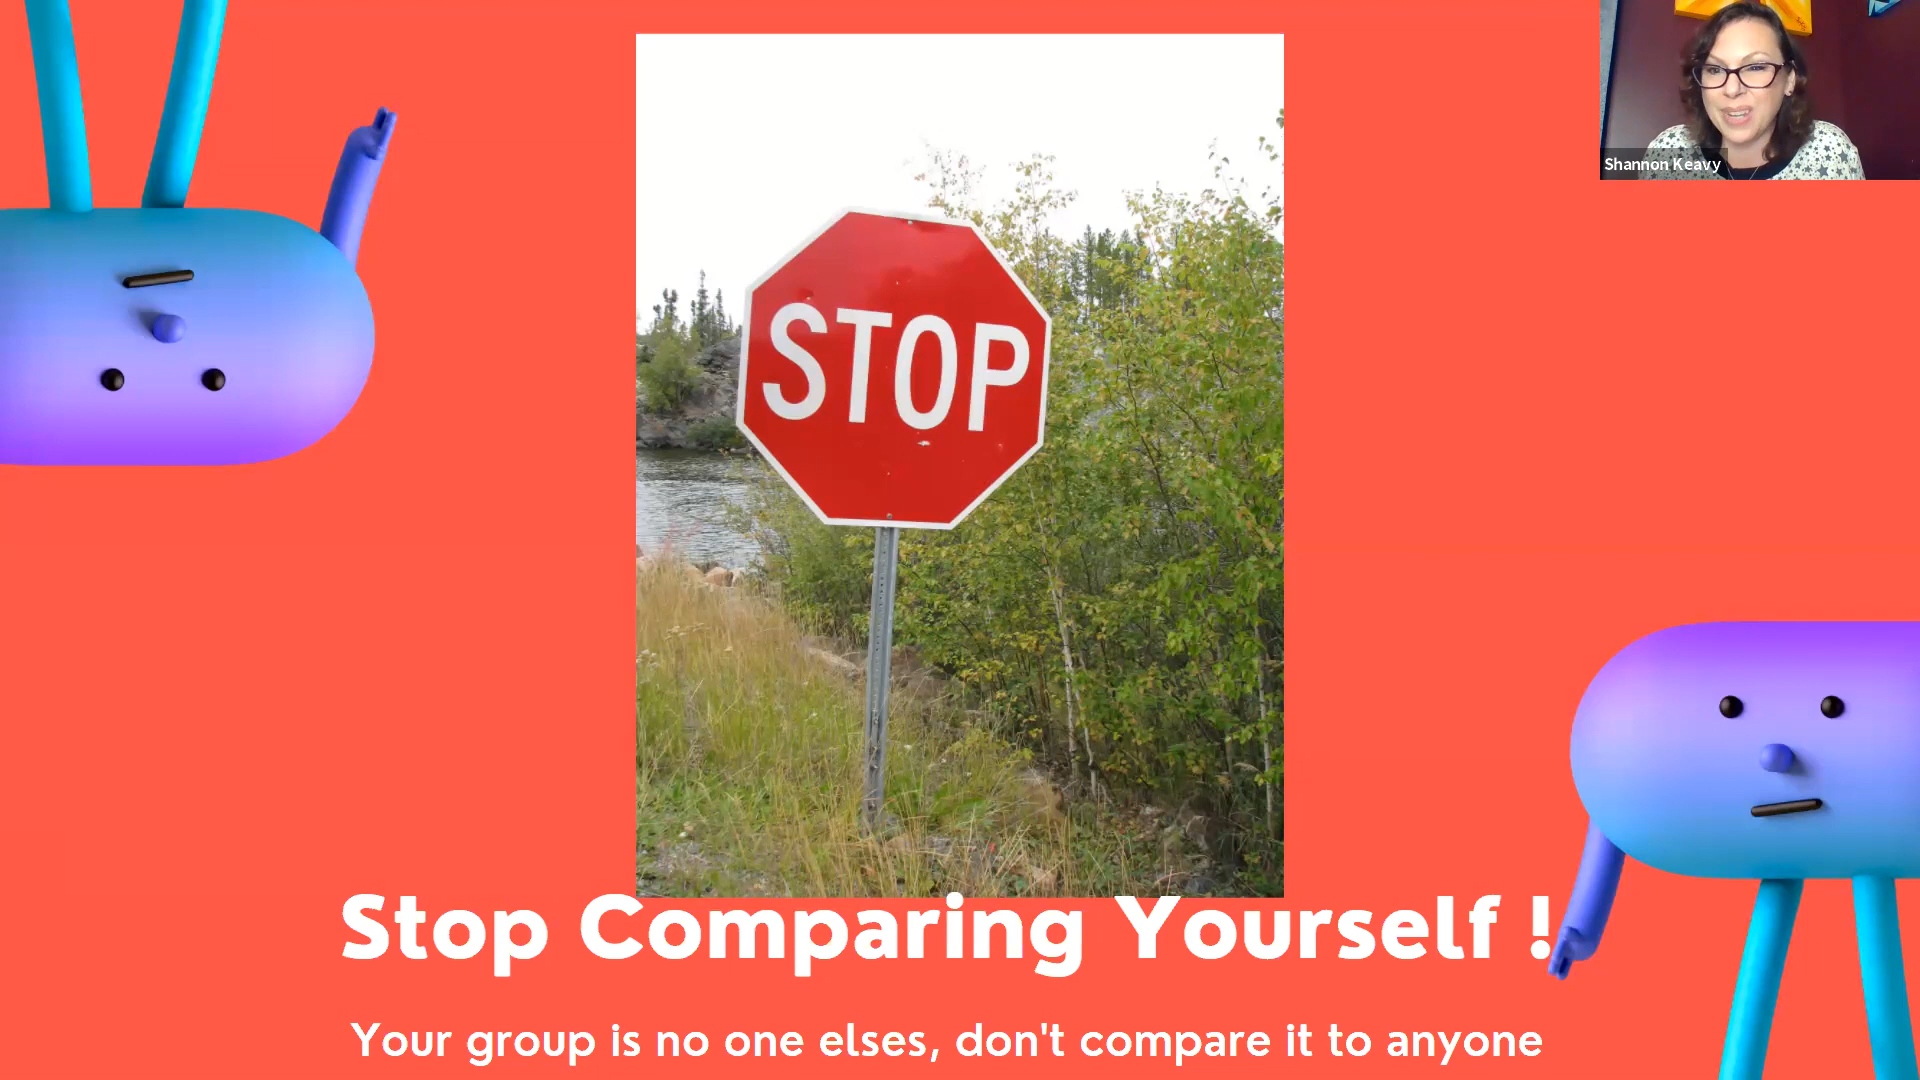 Shannon Keavy
STOP
Stop Comparing Yourself !
Your group is no one elses, don't compare it to anyone